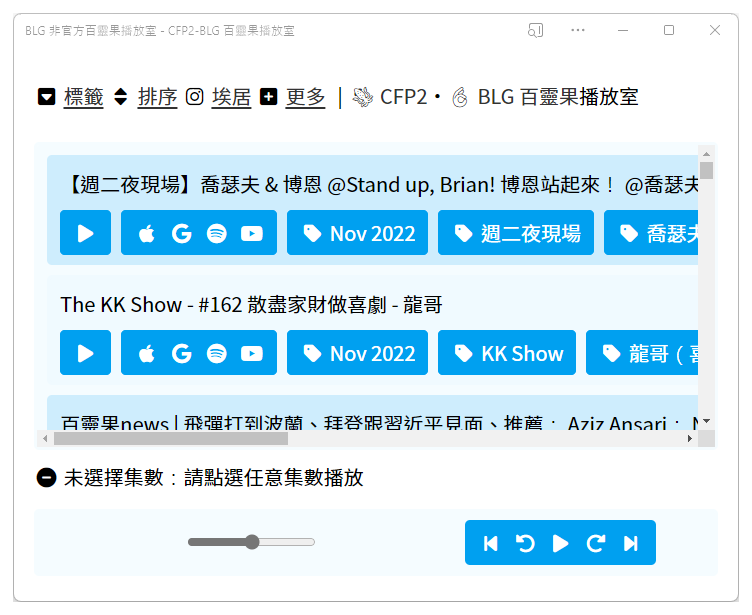 BLG 非官方百靈果播放室 - CFP2-BLG 百靈果播放室
標籤 排序 埃居 更多 | CFP2・ BLG 百靈果播放室
【週二夜現場】喬瑟夫 & 博恩 @Stand up, Brian! 博恩站起來！ @喬瑟夫
Nov 2022 週二夜現場 喬瑟夫
The KK Show - #162 散盡家財做喜劇 - 龍哥
Nov 2022 KK Show 龍哥（喜
百靈果news | 飛彈打到波蘭、拜登跟習近平見面、推薦： Aziz Ansari：
未選擇集數：請點選任意集數播放